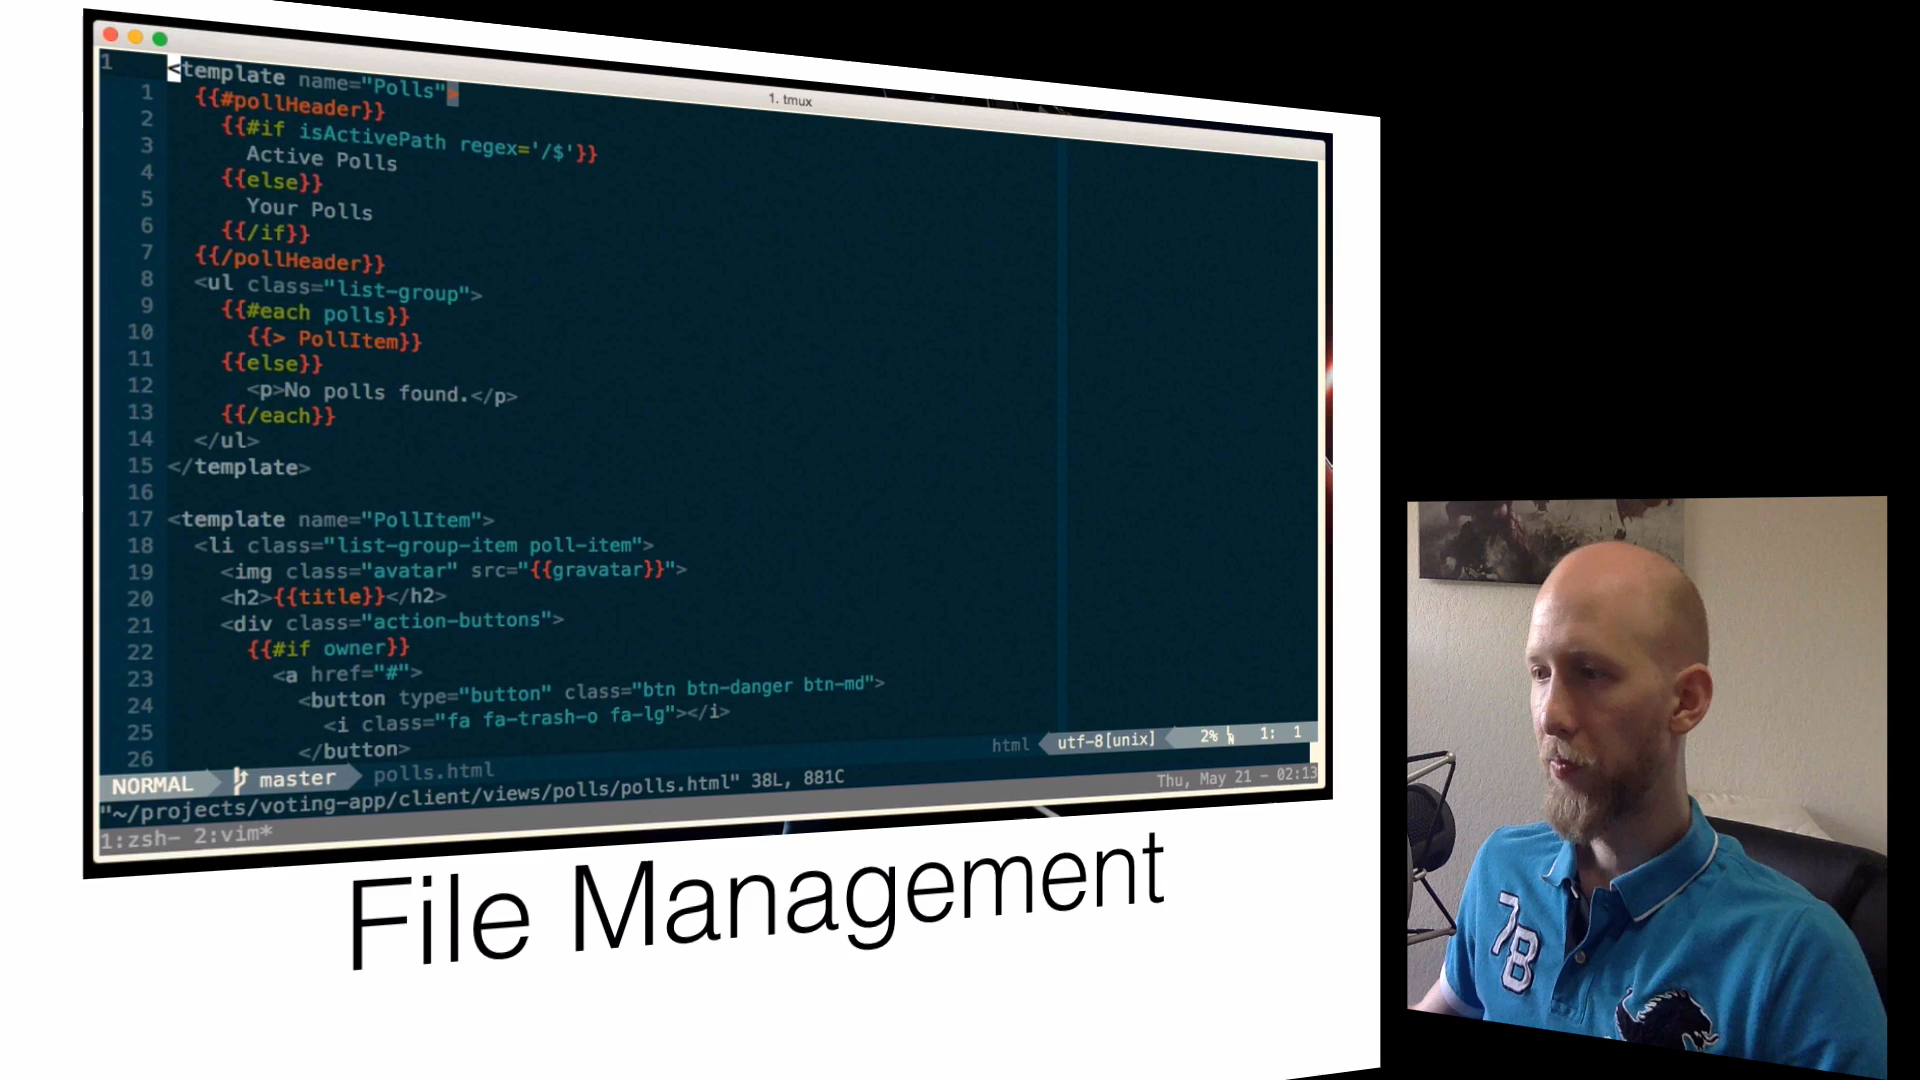 1. tmux
1 <template name="Polls">
1 {{#pollHeader}}
2 {{#if isActivePath regex='/$'}}
3 Active Polls
4 {{else}}
5 Your Polls
6 {{/if}}
7 {{/pollHeader}}
8 <ul class="list-group">
9 {{#each polls}}
10 {{> PollItem}}
11 {{else}}
12 <p>No polls found.</p>
13 {{/each}}
14 </ul>
15 </template>
16
17 <template name="PollItem">
18 <li class="list-group-item poll-item">
19 <img class="avatar" src="{{gravatar}}">
20 <h2>{{title}}</h2>
21 <div class="action-buttons">
22 {{#if owner}}
23 <a href="#">
24 <button type="button" class="btn btn-danger btn-md">
25 <i class="fa fa-trash-o fa-lg"></i>
26 </button>
NORMAL master polls.html html utf-8[unix] 2% LN 1: 1
"~/projects/voting-app/client/views/polls/polls.html" 38L, 881C
1:zsh- 2:vim* Thu, May 21 - 02:13
File Management
78